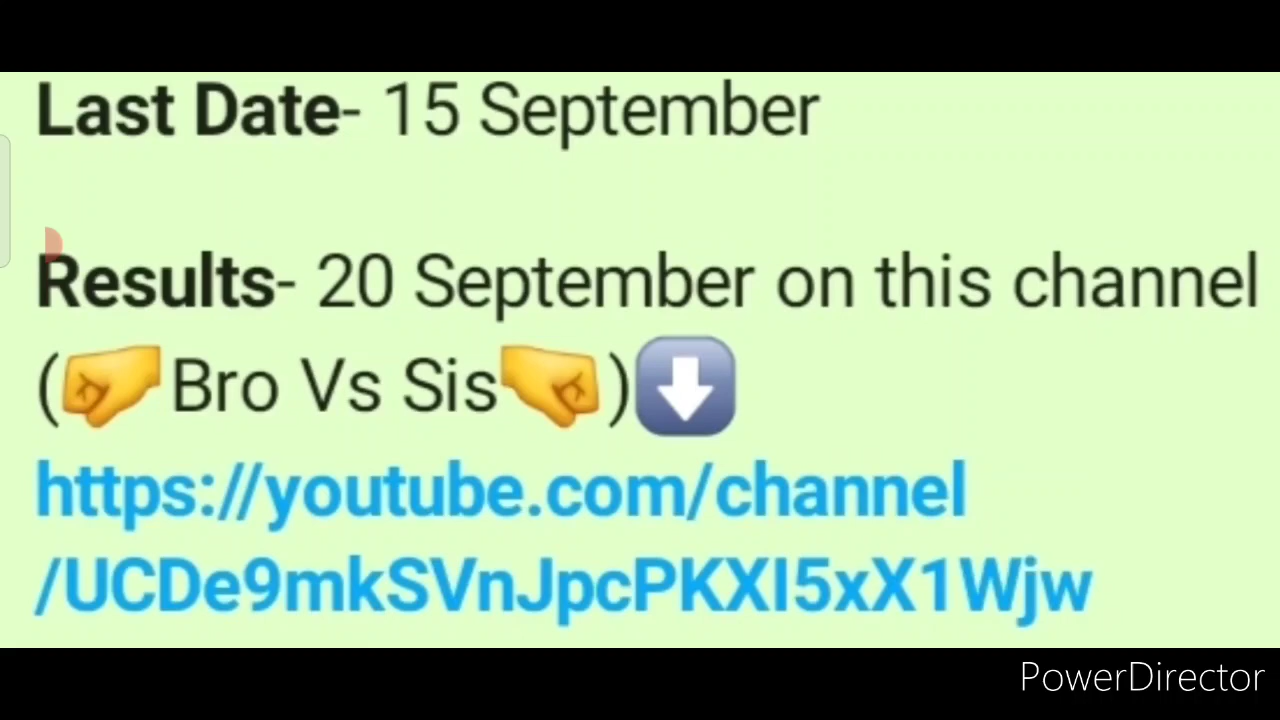 Last Date- 15 September
Results- 20 September on this channel
(🤛Bro Vs Sis🤜)⬇️
https://youtube.com/channel
/UCDe9mkSVnJpcPKXI5xX1Wjw
PowerDirector